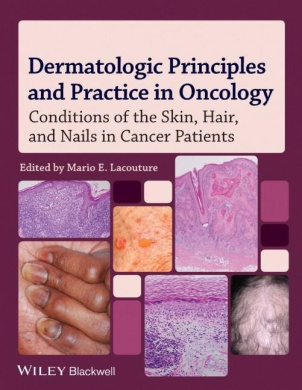 Dermatologic Principles
and Practice in Oncology
Conditions of the Skin, Hair,
and Nails in Cancer Patients
Edited by Mario E. Lacouture
WILEY Blackwell